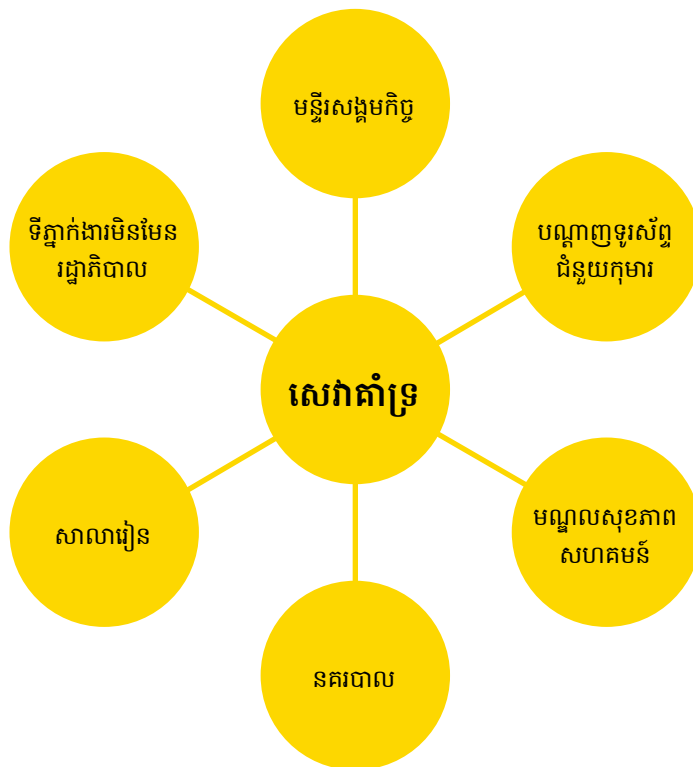 មន្ទីរសង្គមកិច្ច
ទីភ្នាក់ងារមិនមែន
រដ្ឋាភិបាល
បណ្តាញទូរស័ព្ទ
ជំនួយកុមារ
សេវាគាំទ្រ
សាលារៀន
មណ្ឌលសុខភាព
សហគមន៍
នគរបាល